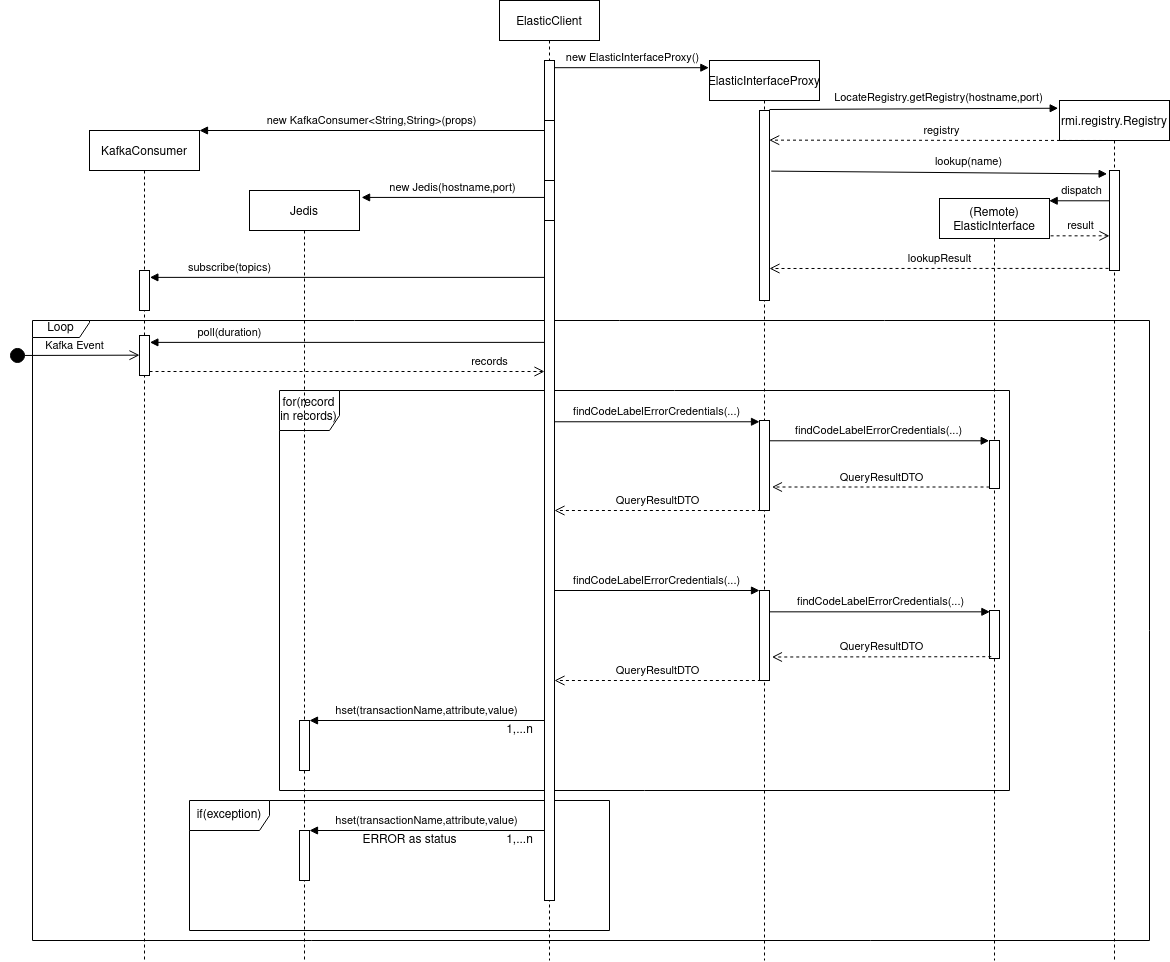 ElasticClient
new ElasticInterfaceProxy()
ElasticInterfaceProxy
LocateRegistry.getRegistry(hostname,port)
rmi.registry.Registry
new KafkaConsumer<String,String>(props)
registry
KafkaConsumer
lookup(name)
new Jedis(hostname,port)
dispatch
Jedis
(Remote)
ElasticInterface
result
lookupResult
subscribe(topics)
Loop
poll(duration)
Kafka Event
records
for(record
in records)
findCodeLabelErrorCredentials(...)
findCodeLabelErrorCredentials(...)
QueryResultDTO
QueryResultDTO
findCodeLabelErrorCredentials(...)
findCodeLabelErrorCredentials(...)
QueryResultDTO
QueryResultDTO
hset(transactionName,attribute,value)
1,...n
if(exception)
hset(transactionName,attribute,value)
ERROR as status
1,...n